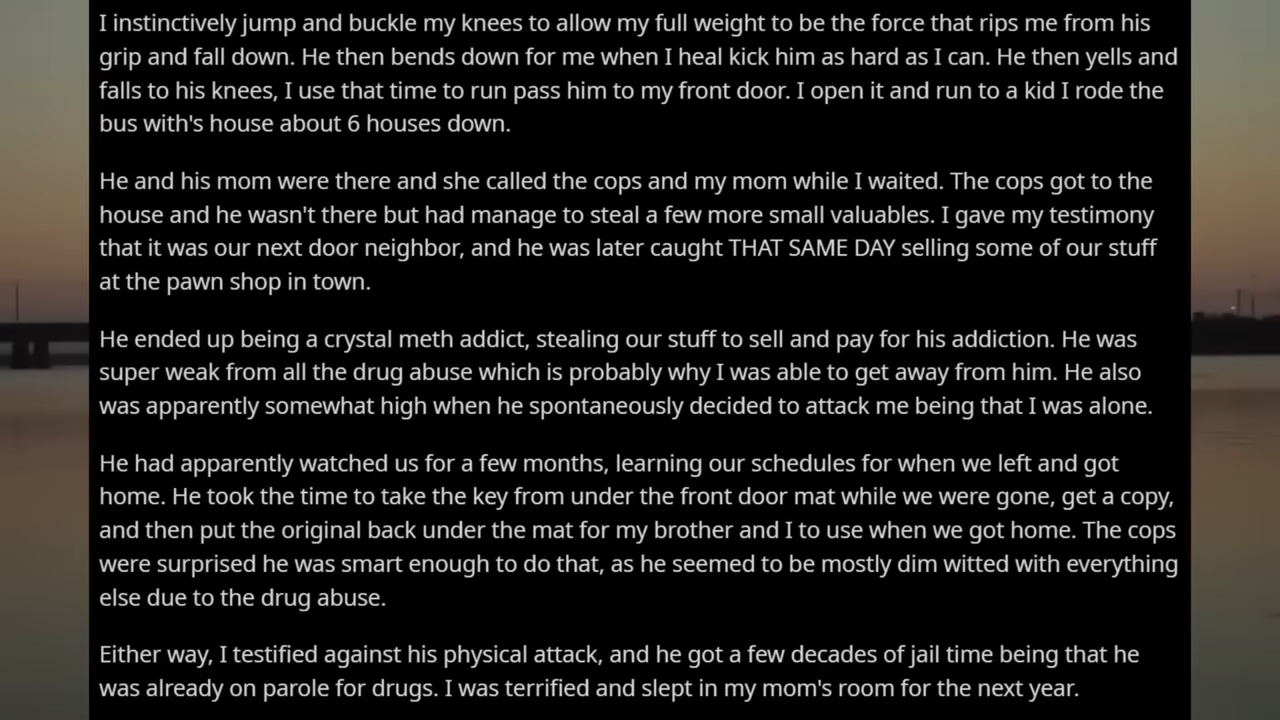 I instinctively jump and buckle my knees to allow my full weight to be the force that rips me from his
grip and fall down. He then bends down for me when I heal kick him as hard as I can. He then yells and
falls to his knees, I use that time to run pass him to my front door. I open it and run to a kid I rode the
bus with's house about 6 houses down.
He and his mom were there and she called the cops and my mom while I waited. The cops got to the
house and he wasn't there but had manage to steal a few more small valuables. I gave my testimony
that it was our next door neighbor, and he was later caught THAT SAME DAY selling some of our stuff
at the pawn shop in town.
He ended up being a crystal meth addict, stealing our stuff to sell and pay for his addiction. He was
super weak from all the drug abuse which is probably why I was able to get away from him. He also
was apparently somewhat high when he spontaneously decided to attack me being that I was alone.
He had apparently watched us for a few months, learning our schedules for when we left and got
home. He took the time to take the key from under the front door mat while we were gone, get a copy,
and then put the original back under the mat for my brother and I to use when we got home. The cops
were surprised he was smart enough to do that, as he seemed to be mostly dim witted with everything
else due to the drug abuse.
Either way, I testified against his physical attack, and he got a few decades of jail time being that he
was already on parole for drugs. I was terrified and slept in my mom's room for the next year.